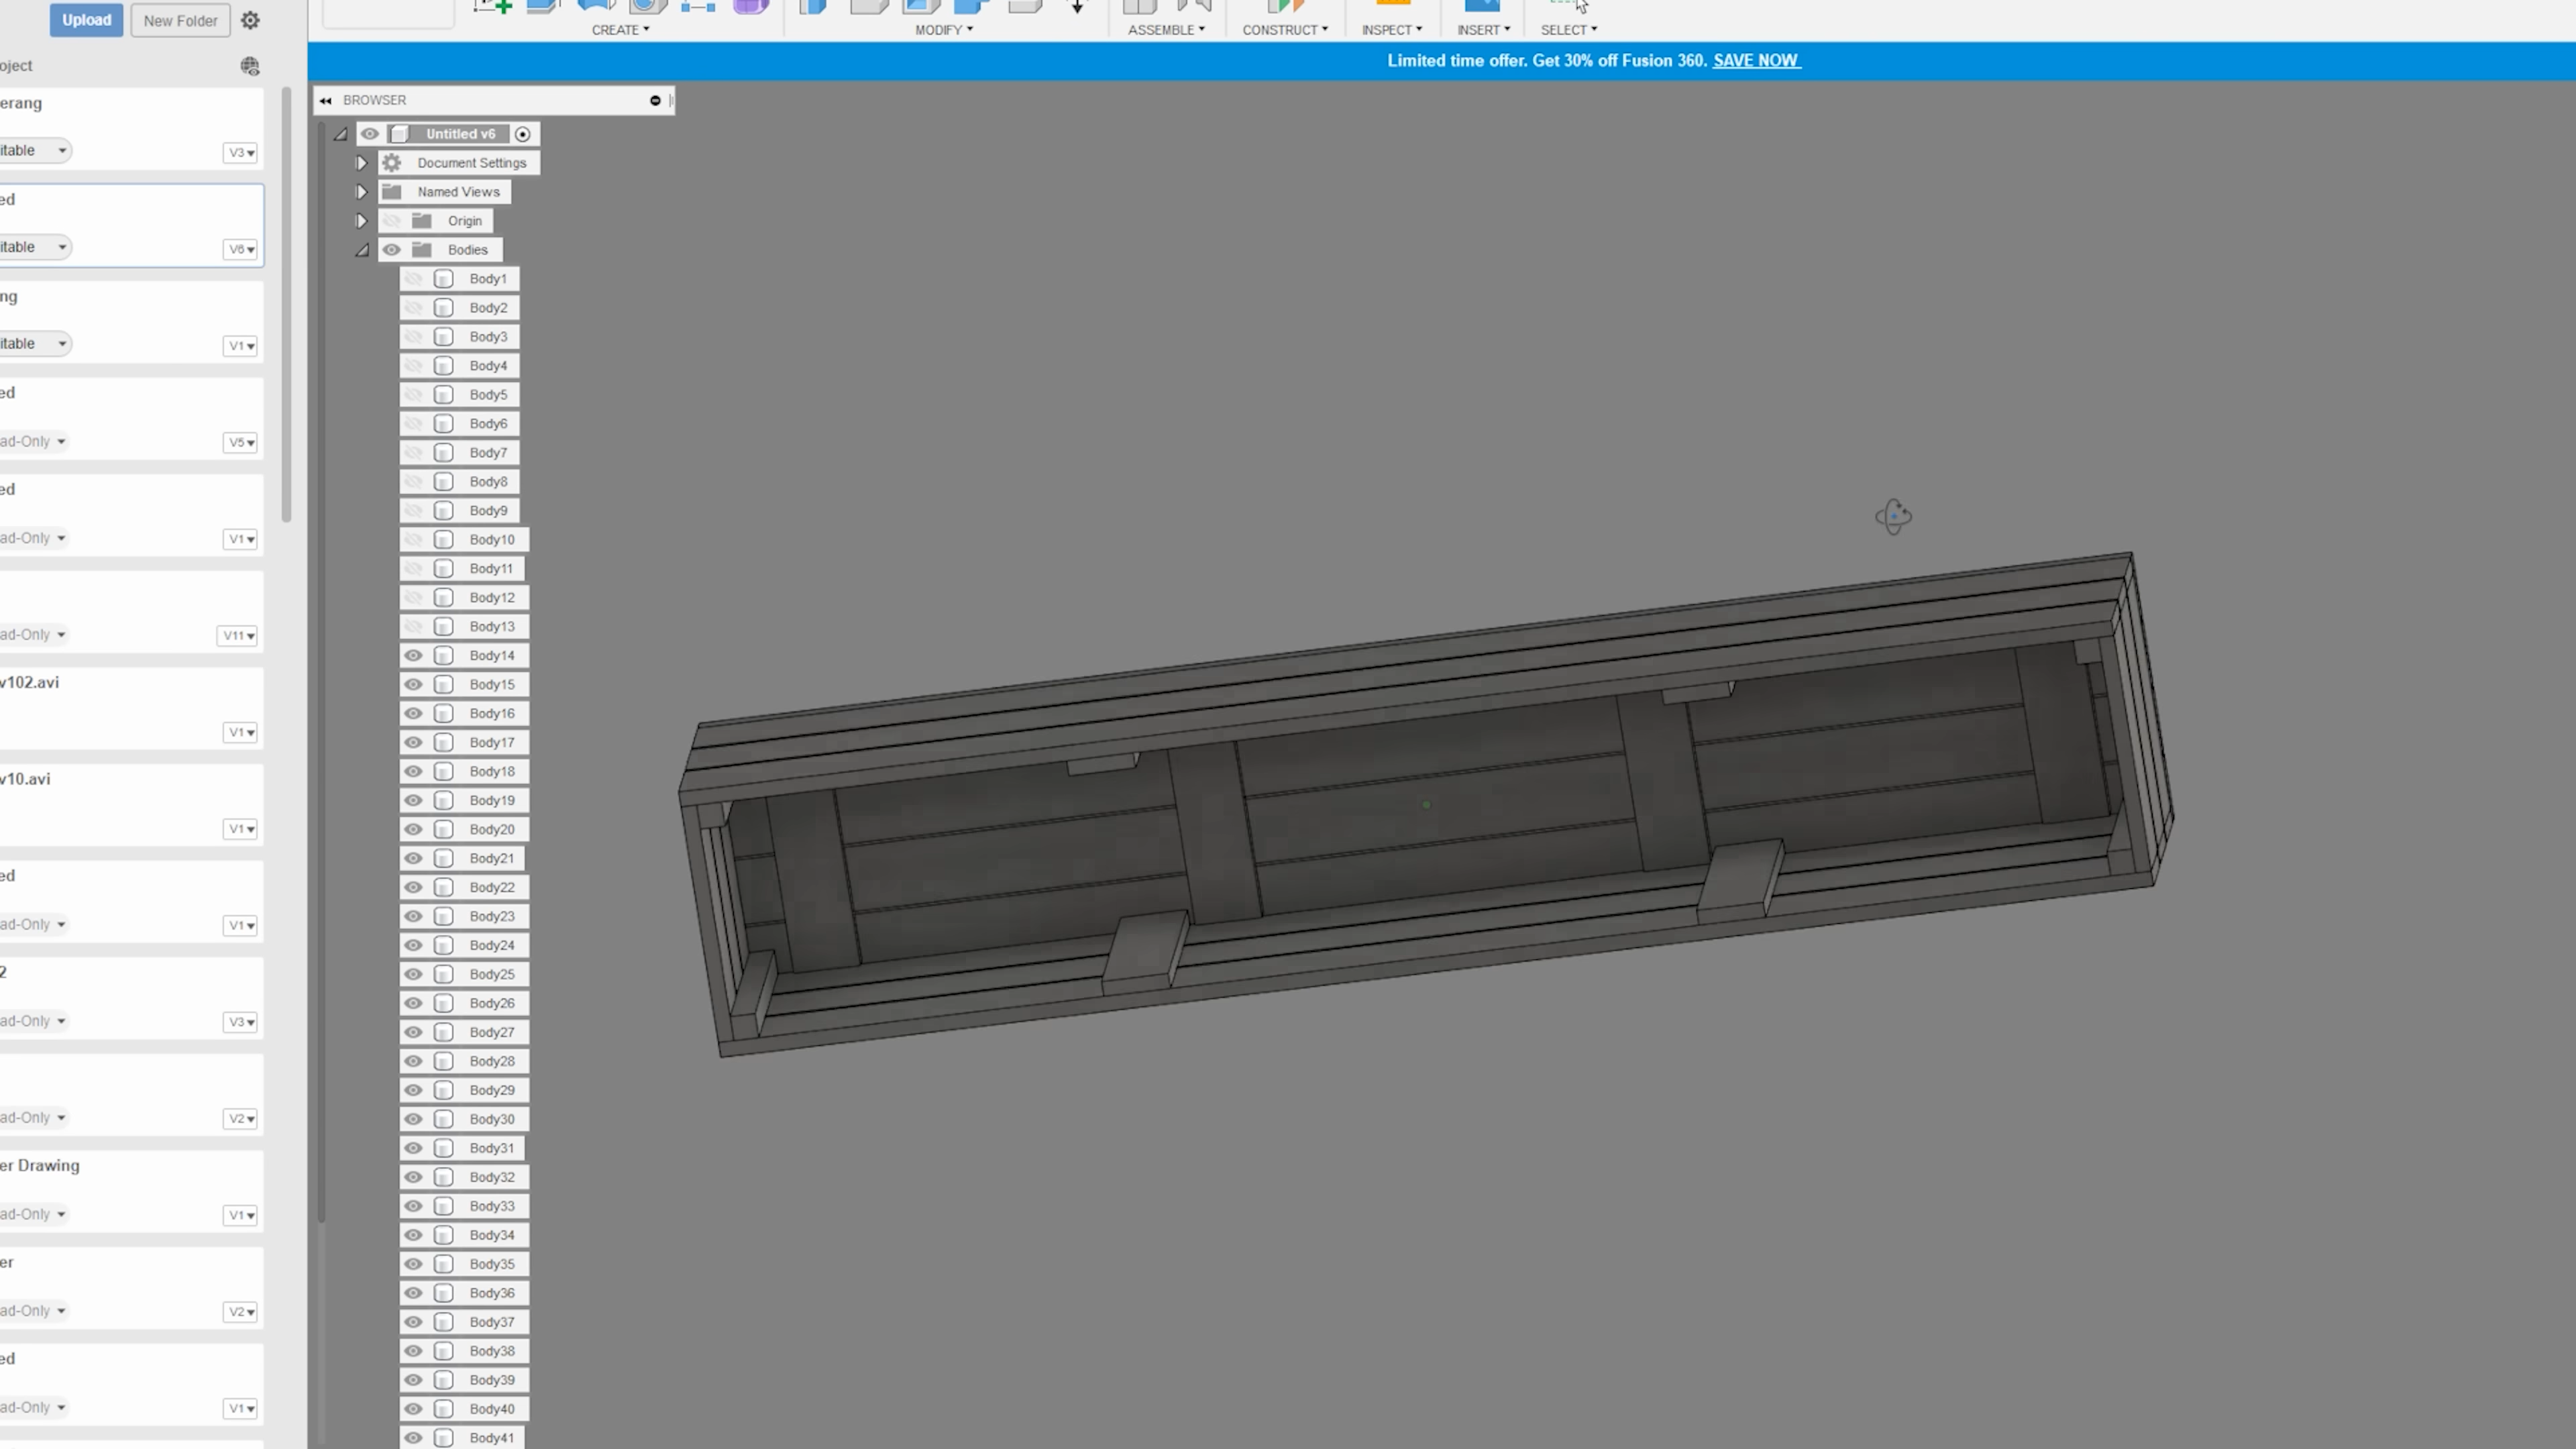 Upload
New Folder
oject
erang
itable
V3
ed
itable
V6
ng
itable
V1
ed
ad-Only
V5
ed
ad-Only
V1
ad-Only
V11
v102.avi
V1
v10.avi
V1
ed
ad-Only
V1
2
ad-Only
V3
ad-Only
V2
er Drawing
ad-Only
V1
er
ad-Only
V2
ed
ad-Only
V1
CREATE
MODIFY
ASSEMBLE
CONSTRUCT
INSPECT
INSERT
SELECT
Limited time offer. Get 30% off Fusion 360. SAVE NOW
BROWSER
Untitled v6
Document Settings
Named Views
Origin
Bodies
Body1
Body2
Body3
Body4
Body5
Body6
Body7
Body8
Body9
Body10
Body11
Body12
Body13
Body14
Body15
Body16
Body17
Body18
Body19
Body20
Body21
Body22
Body23
Body24
Body25
Body26
Body27
Body28
Body29
Body30
Body31
Body32
Body33
Body34
Body35
Body36
Body37
Body38
Body39
Body40
Body41